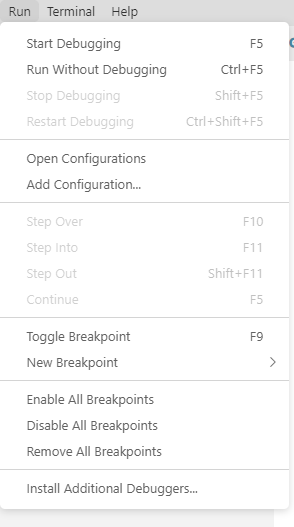 Run Terminal Help
Start Debugging F5
Run Without Debugging Ctrl+F5
Stop Debugging Shift+F5
Restart Debugging Ctrl+Shift+F5
Open Configurations
Add Configuration...
Step Over F10
Step Into F11
Step Out Shift+F11
Continue F5
Toggle Breakpoint F9
New Breakpoint
Enable All Breakpoints
Disable All Breakpoints
Remove All Breakpoints
Install Additional Debuggers...